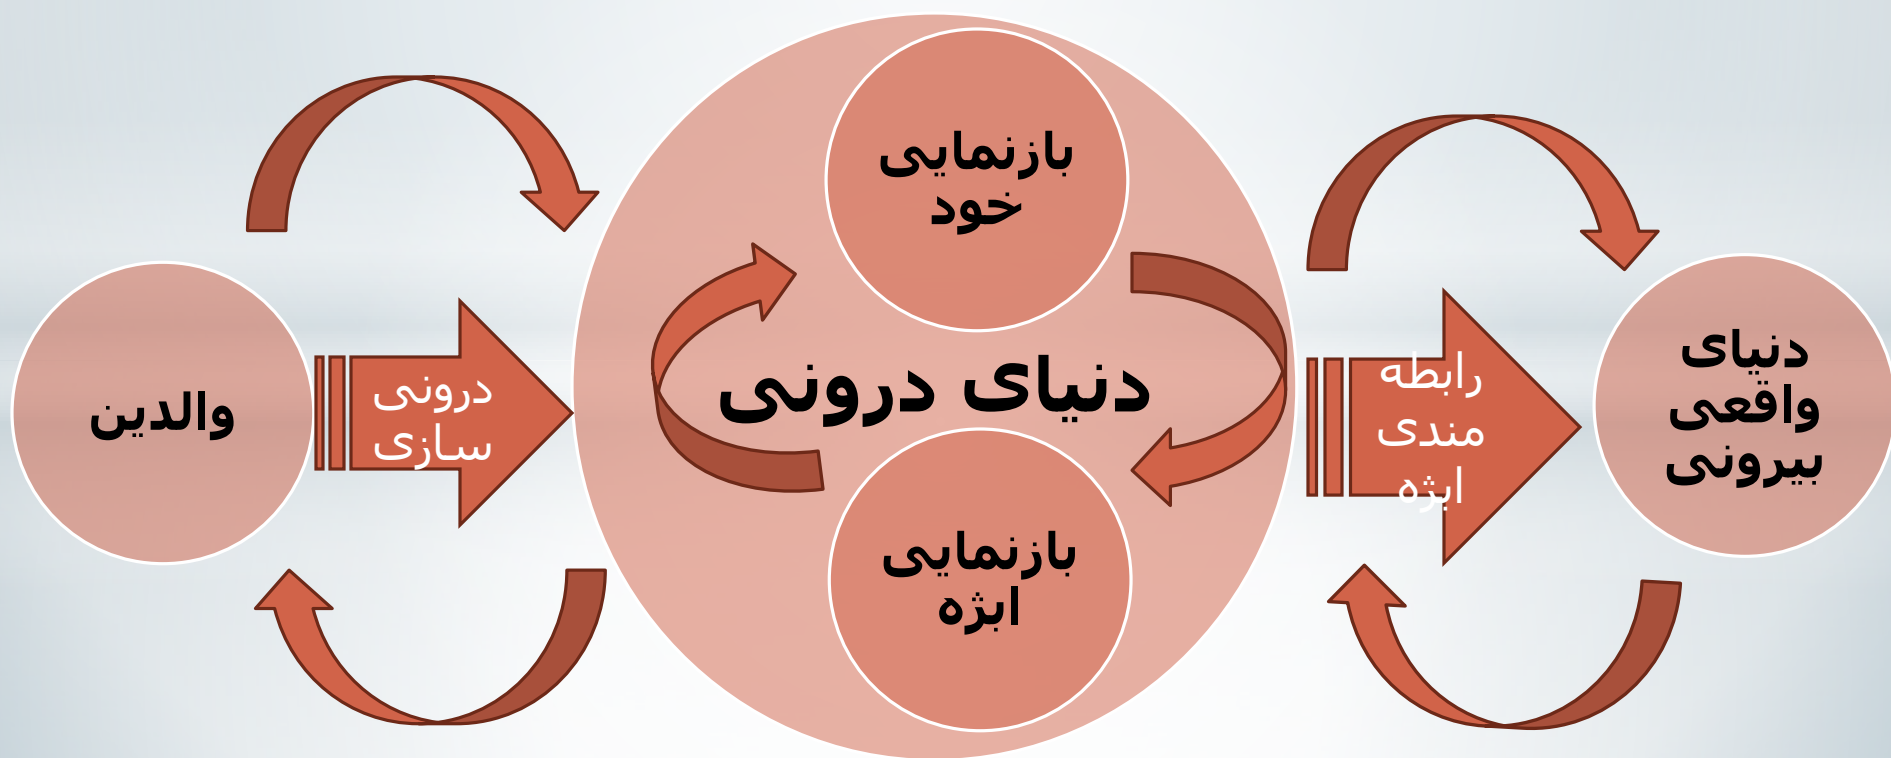 والدین
درونی
سازی
بازنمایی
خود
دنیای درونی
بازنمایی
ابژه
رابطه
مندی
ابژه
دنیای
واقعی
بیرونی